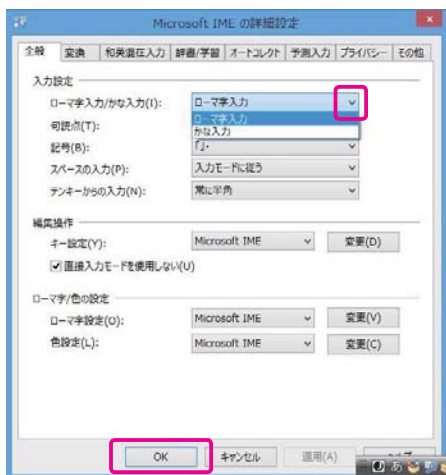 Microsoft IME の詳細設定
全般 変換 和英混在入力 辞書/学習 オートコレクト 予測入力 プライバシー その他
入力設定
ローマ字入力/かな入力(I): ローマ字入力
ローマ字入力
句読点(T): かな入力
記号(B): 「」・
スペースの入力(P): 入力モードに従う
テンキーからの入力(N): 常に半角
編集操作
キー設定(Y): Microsoft IME 変更(D)
直接入力モードを使用しない(U)
ローマ字/色の設定
ローマ字設定(O): Microsoft IME 変更(V)
色設定(L): Microsoft IME 変更(C)
OK キャンセル 適用(A)
あ